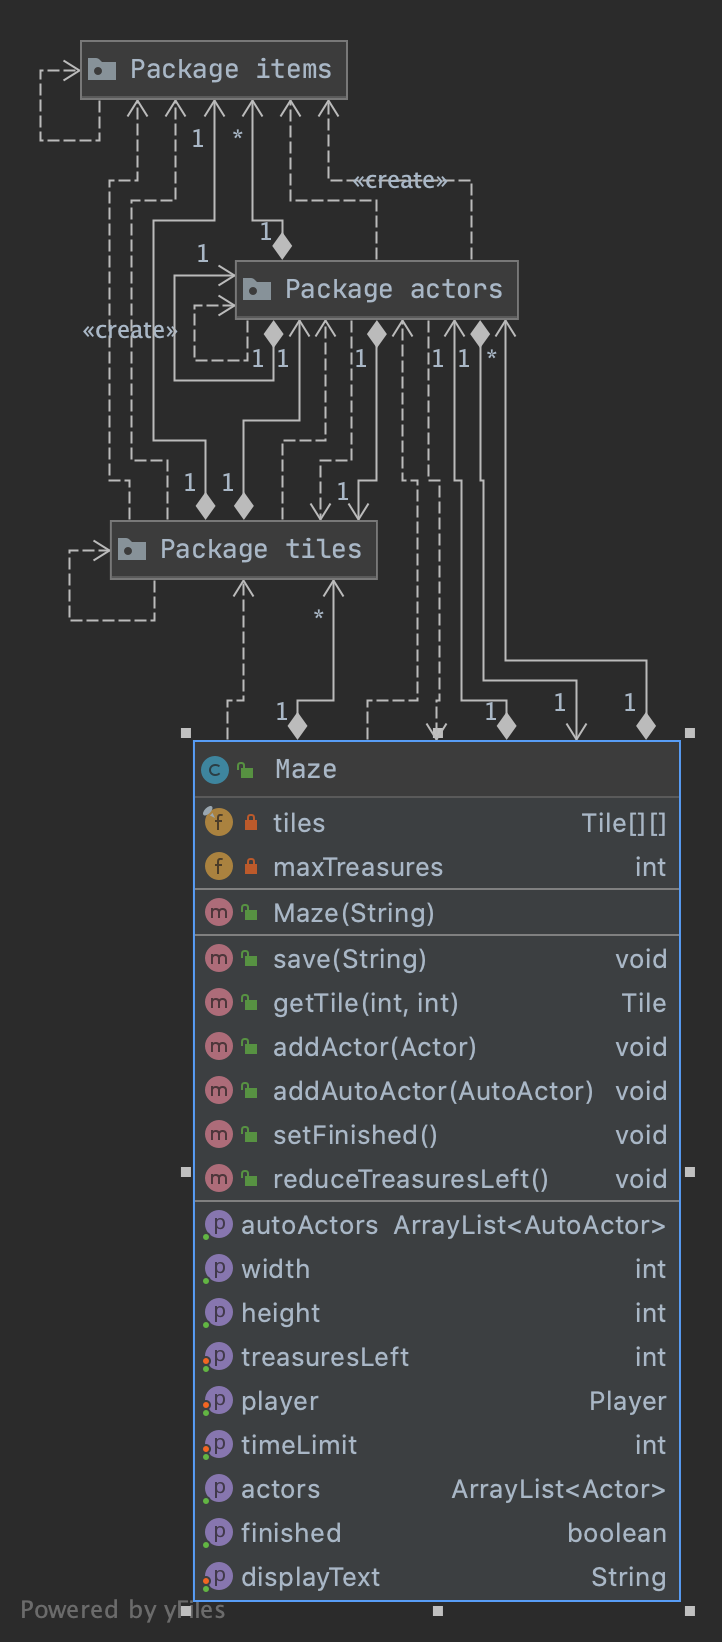 Package items
1 *
«create»
1
1
Package actors
«create»
1 1 1 1 1 *
1 1 1
Package tiles
*
1 1 1 1
C Maze
f tiles Tile[][]
f maxTreasures int
m Maze(String)
m save(String) void
m getTile(int, int) Tile
m addActor(Actor) void
m addAutoActor(AutoActor) void
m setFinished() void
m reduceTreasuresLeft() void
p autoActors ArrayList<AutoActor>
p width int
p height int
p treasuresLeft int
p player Player
p timeLimit int
p actors ArrayList<Actor>
p finished boolean
p displayText String
Powered by yFiles